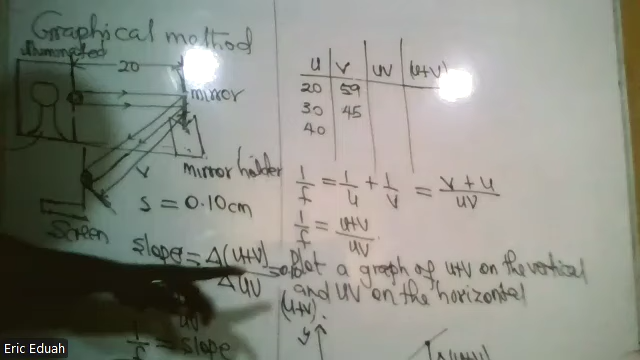 Graphical method
illuminated
20
mirror
mirror holder
v
S = 0.10cm
Screen
slope = Δ(u+v)
Δuv
uv
1/f = slope
u v uv (u+v)
20 59
30 45
40
1/f = 1/u + 1/v = v+u/uv
1/f = u+v/uv.
Plot a graph of u+v on the vertical
and uv on the horizontal
(u+v).
Eric Eduah